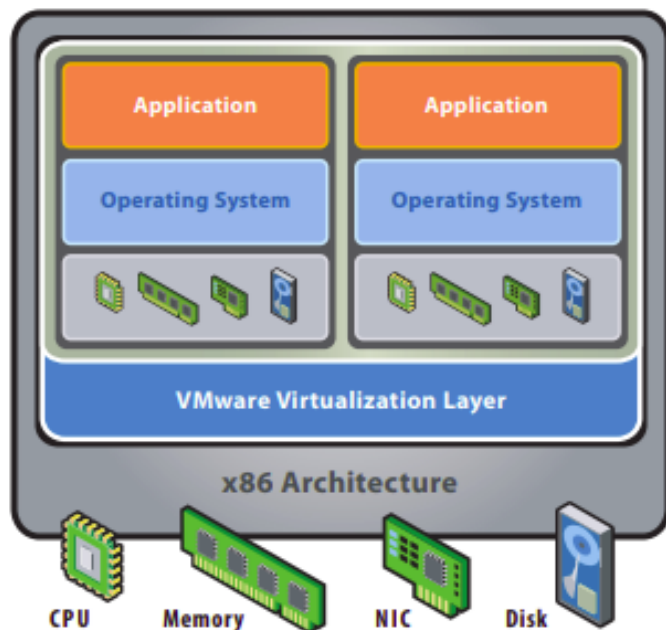 Application
Application
Operating System
Operating System
VMware Virtualization Layer
x86 Architecture
CPU
Memory
NIC
Disk